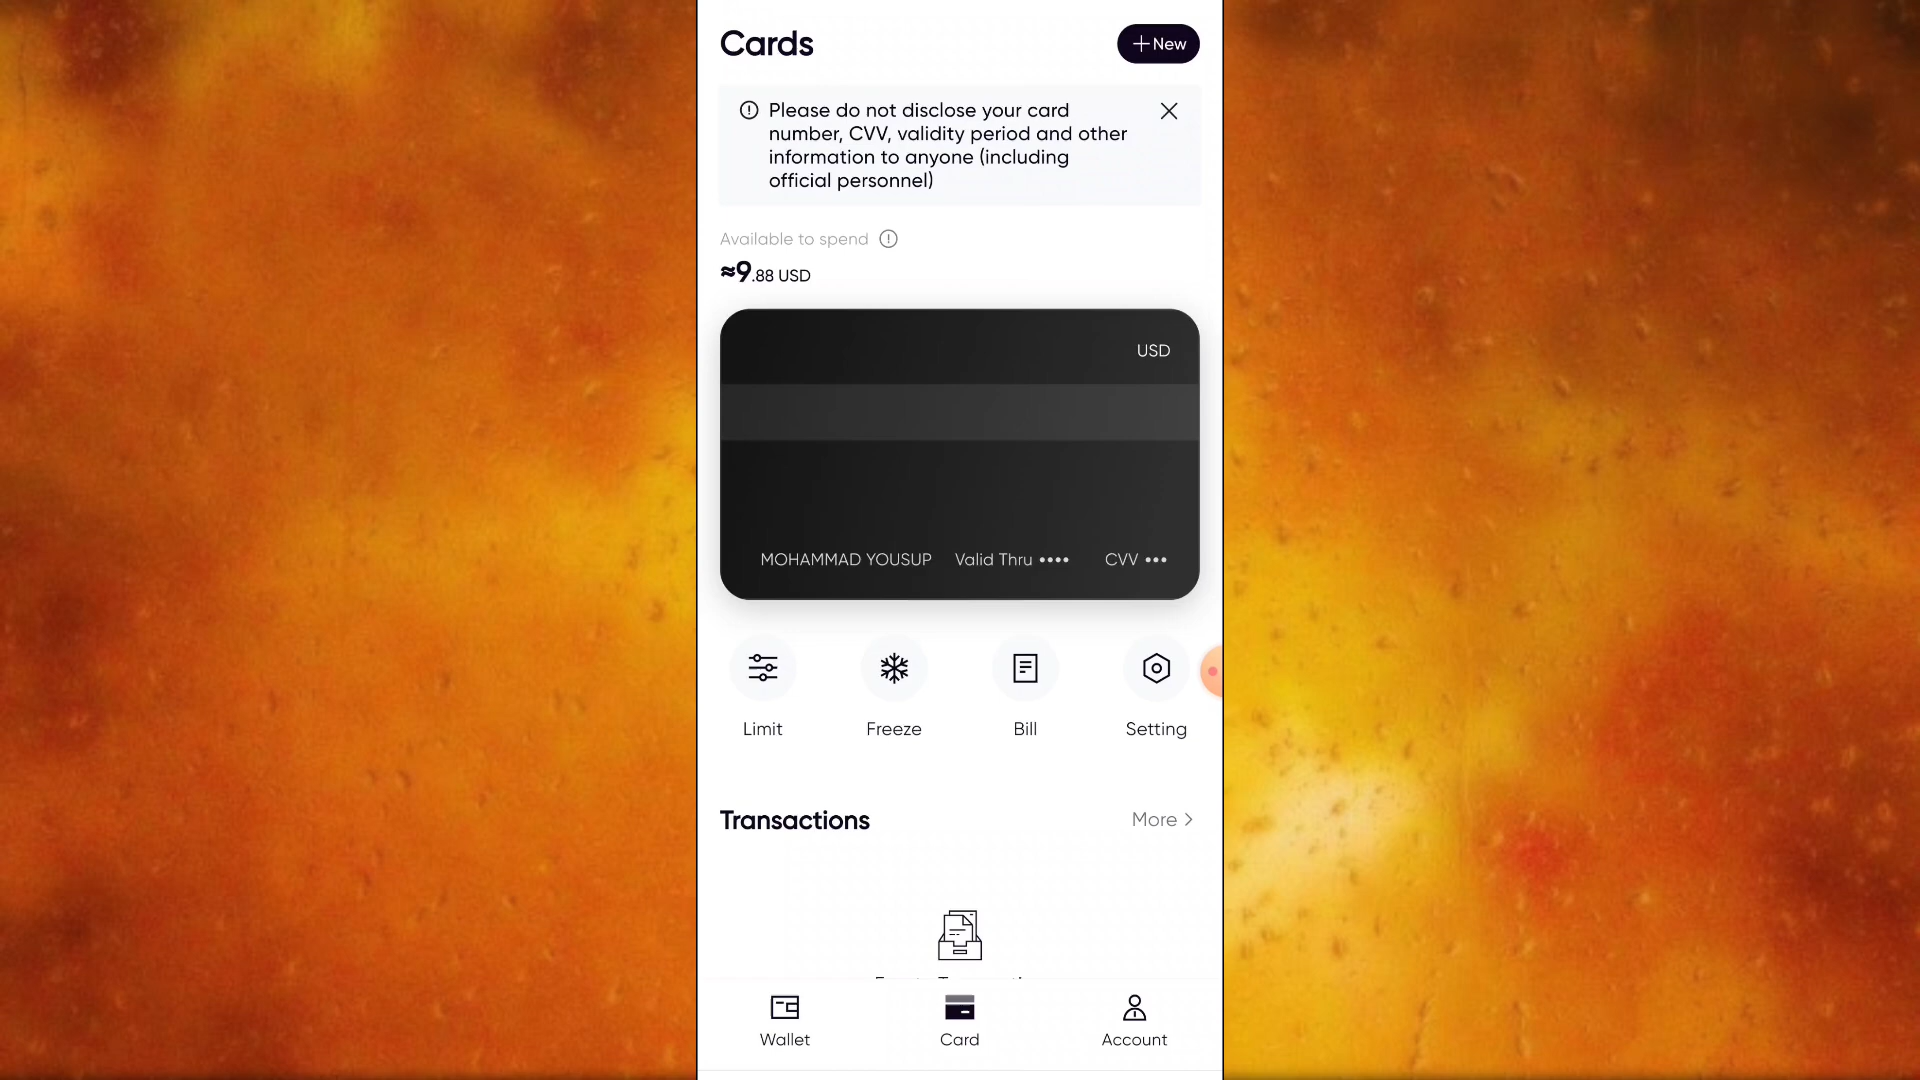 Cards
New
Please do not disclose your card
number, CVV, validity period and other
information to anyone (including
official personnel)
Available to spend
≈9.88 USD
USD
MOHAMMAD YOUSUP Valid Thru •••• CVV •••
Limit Freeze Bill Setting
Transactions More
Wallet Card Account